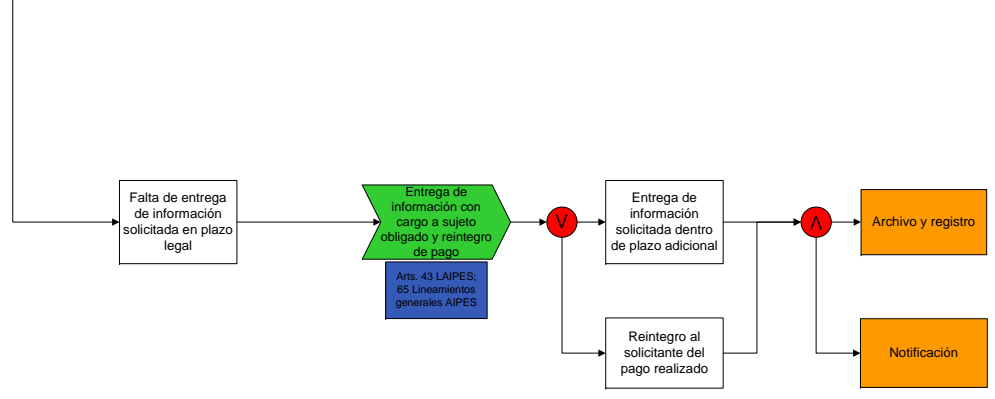 Falta de entrega
de información
solicitada en plazo
legal
Entrega de
información con
cargo a sujeto
obligado y reintegro
de pago
Arts. 43 LAIPES;
65 Lineamientos
generales AIPES
V
Entrega de
información
solicitada dentro
de plazo adicional
Reintegro al
solicitante del
pago realizado
Λ
Archivo y registro
Notificación